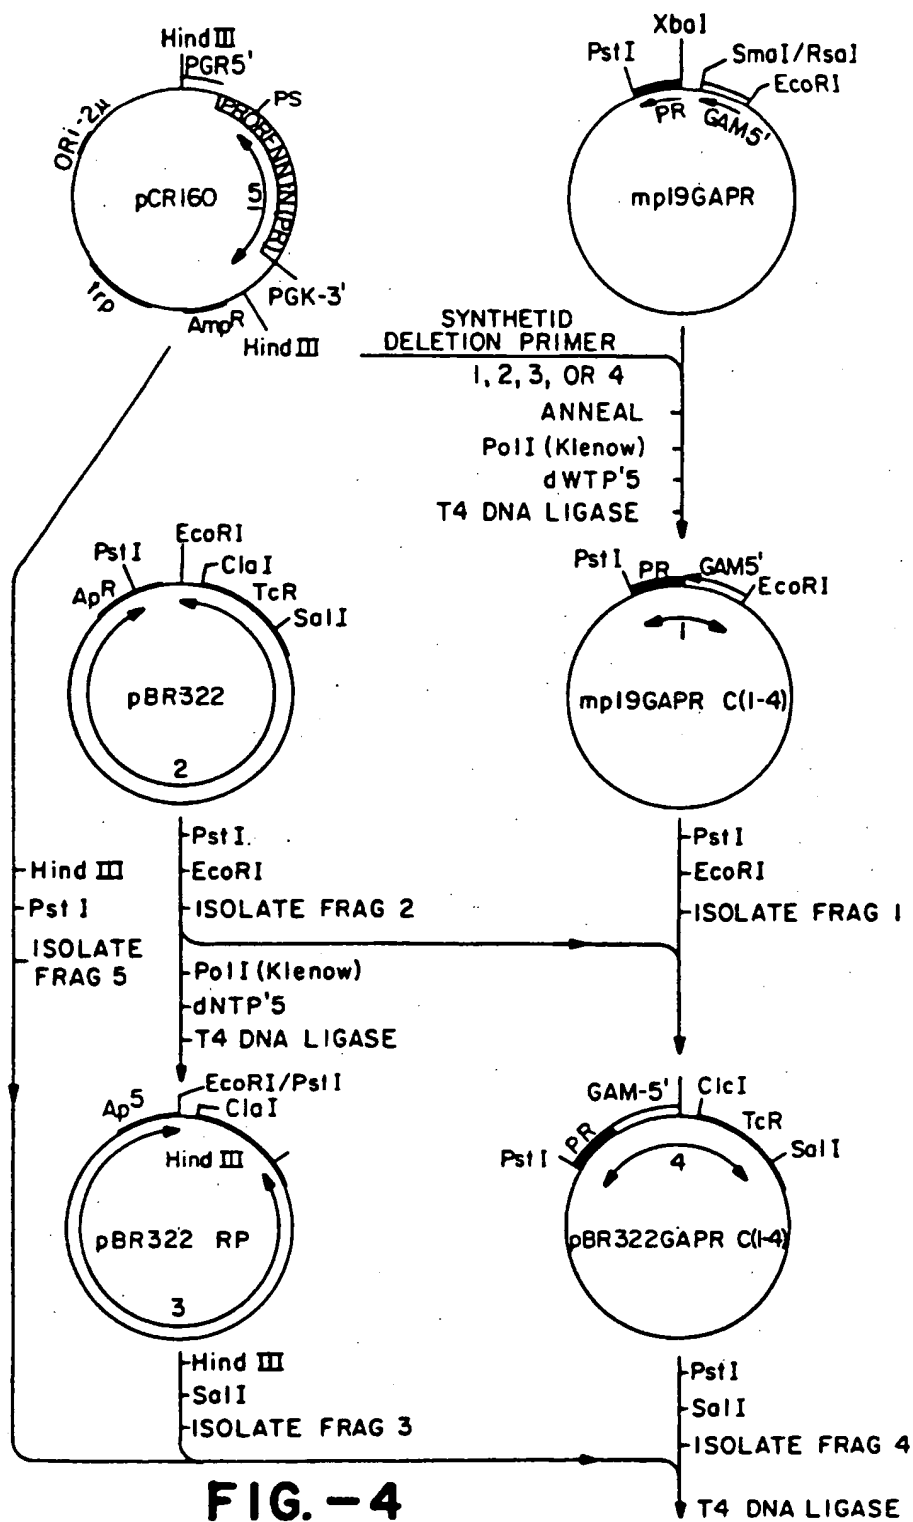 Hind III
PGR5'
PS
ORi-2µ
PRORENNIN(PR)
pCR160
5
trp
PGK-3'
AmpR
Hind III
XbaI
PstI
SmaI/RsaI
EcoRI
PR
GAM5'
mp19GAPR
SYNTHETID
DELETION PRIMER
1, 2, 3, OR 4
ANNEAL
PolI (Klenow)
dWTP'5
T4 DNA LIGASE
EcoRI
PstI
ClaI
ApR
TcR
SalI
pBR322
2
PstI
PR
GAM5'
EcoRI
1
mp19GAPR C(1-4)
Hind III
Pst I
ISOLATE
FRAG 5
PstI.
EcoRI
ISOLATE FRAG 2
PolI (Klenow)
dNTP'5
T4 DNA LIGASE
PstI
EcoRI
ISOLATE FRAG 1
EcoRI/PstI
Ap5
ClaI
Hind III
pBR322 RP
3
GAM-5'
ClcI
PR
TcR
PstI
SalI
4
pBR322GAPR C(1-4)
Hind III
SalI
ISOLATE FRAG 3
PstI
SalI
ISOLATE FRAG 4
T4 DNA LIGASE
FIG.-4